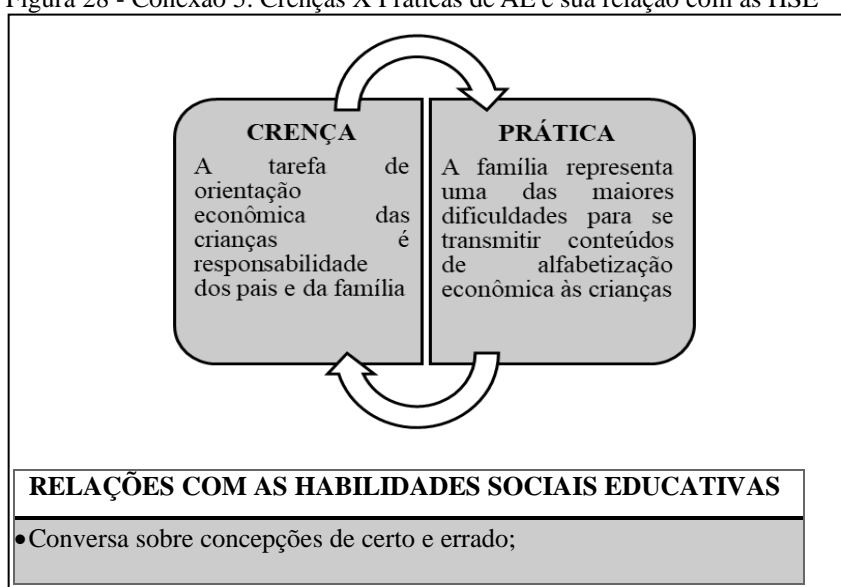 Figura 28 - Conexão 5: Crenças X Práticas de AE e sua relação com as HSE
CRENÇA
A tarefa de
orientação
econômica das
crianças é
responsabilidade
dos pais e da família
PRÁTICA
A família representa
uma das maiores
dificuldades para se
transmitir conteúdos
de alfabetização
econômica às crianças
RELAÇÕES COM AS HABILIDADES SOCIAIS EDUCATIVAS
•Conversa sobre concepções de certo e errado;